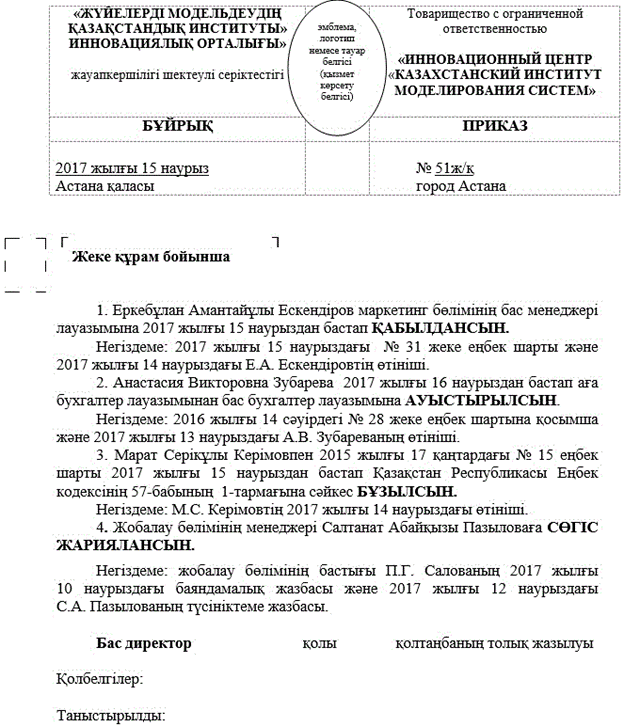 «ЖҮЙЕЛЕРДІ МОДЕЛЬДЕУДІҢ
ҚАЗАҚСТАНДЫҚ ИНСТИТУТЫ»
ИННОВАЦИЯЛЫҚ ОРТАЛЫҒЫ»
жауапкершілігі шектеулі серіктестігі
эмблема,
логотип
немесе тауар
белгісі
(қызмет
көрсету
белгісі)
Товарищество с ограниченной
ответственностью
«ИННОВАЦИОННЫЙ ЦЕНТР
«КАЗАХСТАНСКИЙ ИНСТИТУТ
МОДЕЛИРОВАНИЯ СИСТЕМ»
БҰЙРЫҚ
ПРИКАЗ
2017 жылғы 15 наурыз
№ 51ж/қ
Астана қаласы
город Астана
Жеке құрам бойынша
1. Еркебұлан Амантайұлы Ескендіров маркетинг бөлімінің бас менеджері
лауазымына 2017 жылғы 15 наурыздан бастап ҚАБЫЛДАНСЫН.
Негіздеме: 2017 жылғы 15 наурыздағы № 31 жеке еңбек шарты және
2017 жылғы 14 наурыздағы Е.А. Ескендіровтің өтініші.
2. Анастасия Викторовна Зубарева 2017 жылғы 16 наурыздан бастап аға
бухгалтер лауазымынан бас бухгалтер лауазымына АУЫСТЫРЫЛСЫН.
Негіздеме: 2016 жылғы 14 сәуірдегі № 28 жеке еңбек шартына қосымша
және 2017 жылғы 13 наурыздағы А.В. Зубареваның өтініші.
3. Марат Серікұлы Керімовпен 2015 жылғы 17 қаңтардағы № 15 еңбек
шарты 2017 жылғы 15 наурыздан бастап Қазақстан Республикасы Еңбек
кодексінің 57-бабының 1-тармағына сәйкес БҰЗЫЛСЫН.
Негіздеме: М.С. Керімовтің 2017 жылғы 14 наурыздағы өтініші.
4. Жобалау бөлімінің менеджері Салтанат Абайқызы Пазыловаға СӨГІС
ЖАРИЯЛАНСЫН.
Негіздеме: жобалау бөлімінің бастығы П.Г. Салованың 2017 жылғы
10 наурыздағы баяндамалық жазбасы және 2017 жылғы 12 наурыздағы
С.А. Пазылованың түсініктеме жазбасы.
Бас директор қолы қолтаңбаның толық жазылуы
Қолбелгілер:
Таныстырылды: